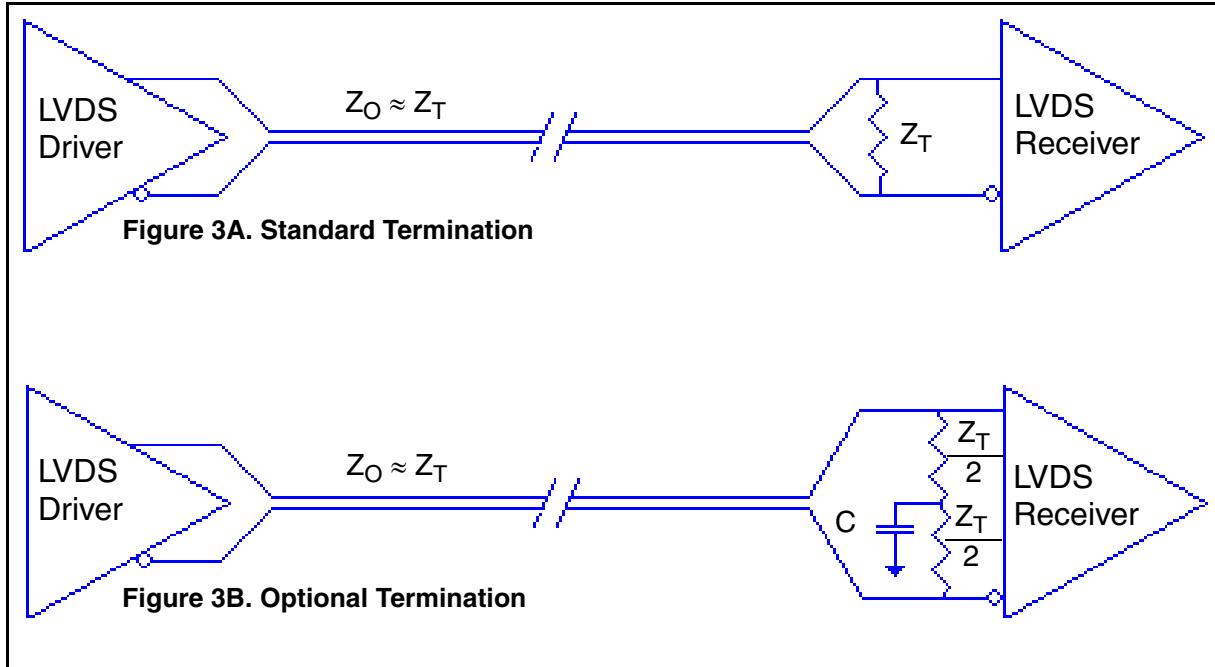 LVDS
Driver
Z_O ≈ Z_T
Z_T
LVDS
Receiver
Figure 3A. Standard Termination
LVDS
Driver
Z_O ≈ Z_T
C
Z_T
2
Z_T
2
LVDS
Receiver
Figure 3B. Optional Termination